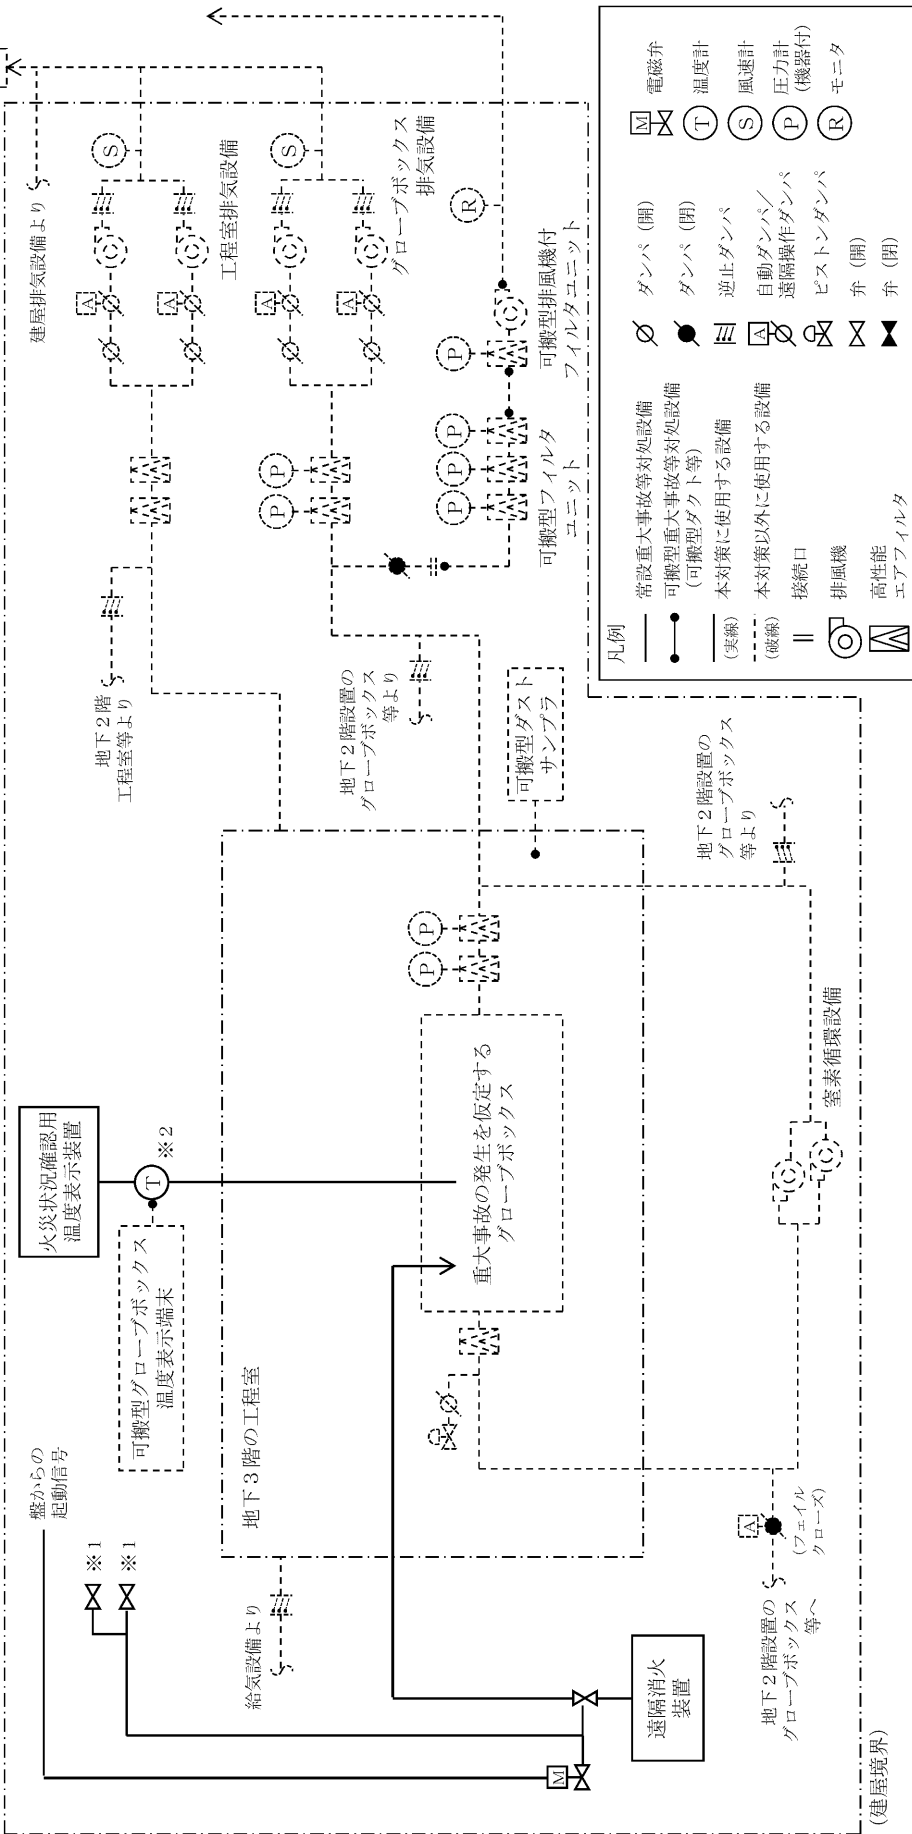 (建屋境界)
盤からの
起動信号
※1
※1
給気設備より
M
遠隔消火
装置
地下2階設置の
グローブボックス
等へ
A
(フェイル
クローズ)
地下3階の工程室
火災状況確認用
温度表示装置
T
※2
可搬型グローブボックス
温度表示端末
重大事故の発生を仮定する
グローブボックス
P
P
窒素循環設備
地下2階設置の
グローブボックス
等より
可搬型ダスト
サンプラ
地下2階
工程室等より
地下2階設置の
グローブボックス
等より
P
P
P
P
P
可搬型フィルタ
ユニット
P
可搬型排風機付
フィルタユニット
R
建屋排気設備より
A
A
S
工程室排気設備
A
A
S
グローブボックス
排気設備
凡例
常設重大事故等対処設備
可搬型重大事故等対処設備
(可搬型ダクト等)
(実線)
本対策に使用する設備
(破線)
本対策以外に使用する設備
接続口
排風機
高性能
エアフィルタ
ダンパ (開)
ダンパ (閉)
逆止ダンパ
A
自動ダンパ/
遠隔操作ダンパ
ピストンダンパ
弁 (開)
弁 (閉)
M
電磁弁
T
温度計
S
風速計
P
圧力計
(機器付)
R
モニタ